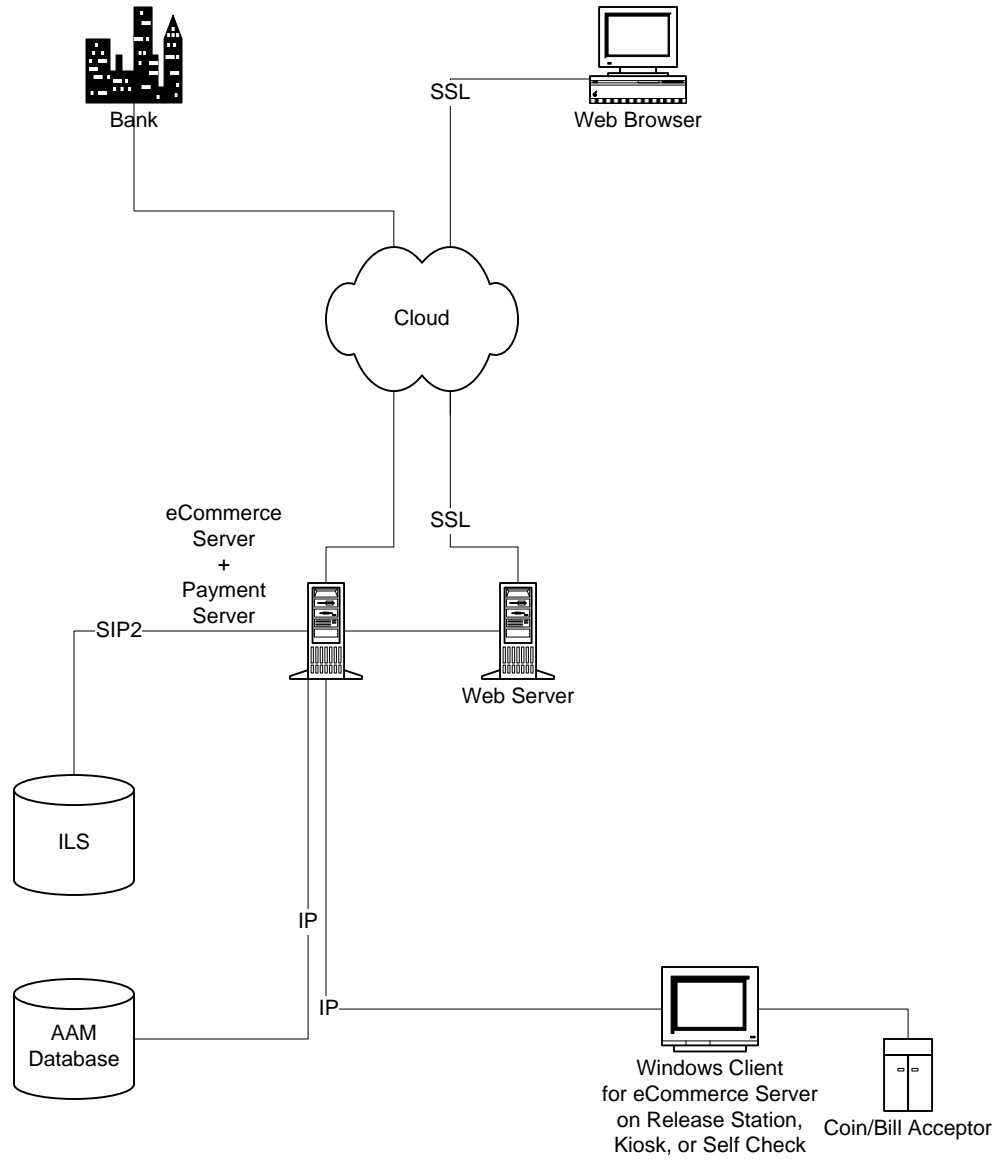 Bank
SSL
Web Browser
Cloud
eCommerce
Server
+
Payment
Server
SSL
SIP2
Web Server
ILS
IP
IP
AAM
Database
Windows Client
for eCommerce Server
on Release Station,
Kiosk, or Self Check
Coin/Bill Acceptor